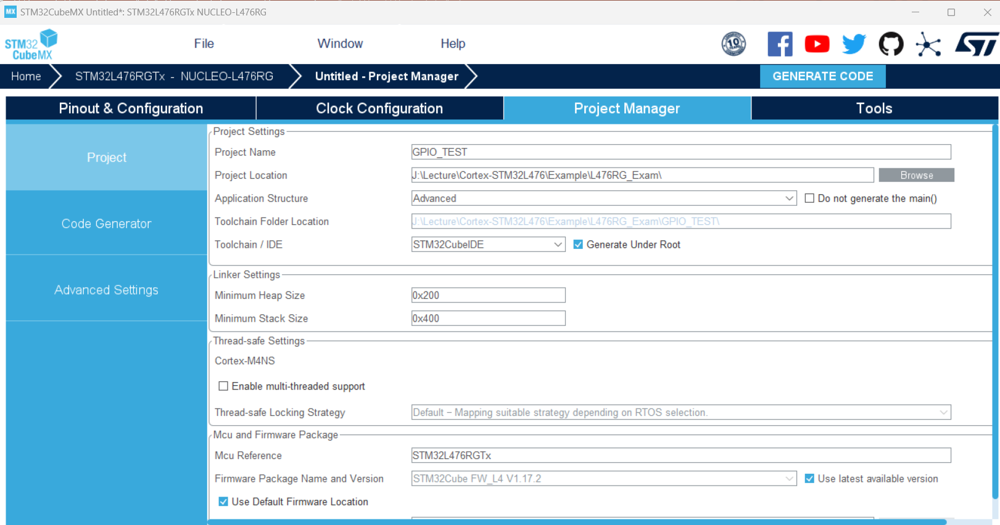 MX STM32CubeMX Untitled*: STM32L476RGTx NUCLEO-L476RG
STM32
CubeMX
File Window Help
10
ST
Home STM32L476RGTx - NUCLEO-L476RG Untitled - Project Manager GENERATE CODE
Pinout & Configuration Clock Configuration Project Manager Tools
Project
Code Generator
Advanced Settings
Project Settings
Project Name GPIO_TEST
Project Location J:\Lecture\Cortex-STM32L476\Example\L476RG_Exam\ Browse
Application Structure Advanced Do not generate the main()
Toolchain Folder Location J:\Lecture\Cortex-STM32L476\Example\L476RG_Exam\GPIO_TEST\
Toolchain / IDE STM32CubeIDE Generate Under Root
Linker Settings
Minimum Heap Size 0x200
Minimum Stack Size 0x400
Thread-safe Settings
Cortex-M4NS
Enable multi-threaded support
Thread-safe Locking Strategy Default – Mapping suitable strategy depending on RTOS selection.
Mcu and Firmware Package
Mcu Reference STM32L476RGTx
Firmware Package Name and Version STM32Cube FW_L4 V1.17.2 Use latest available version
Use Default Firmware Location